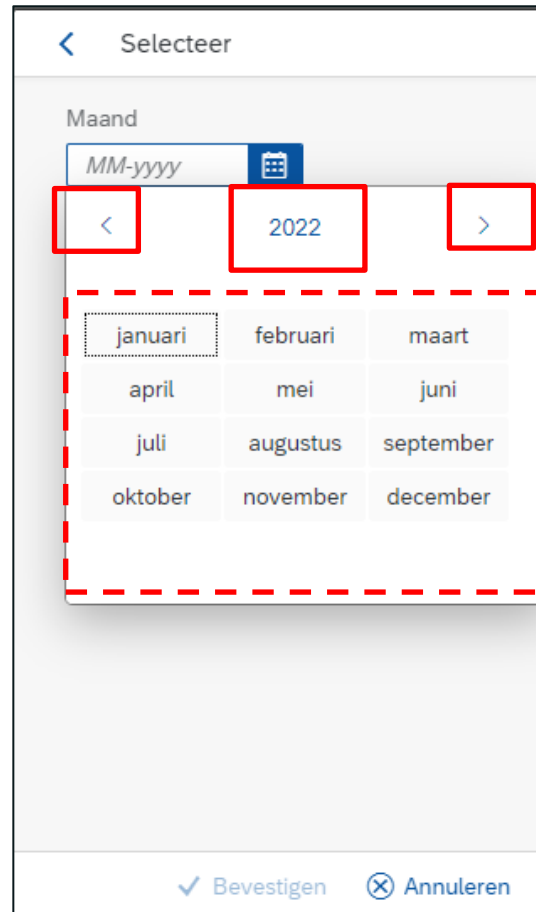 Selecteer
Maand
MM-yyyy
2022
januari februari maart
april mei juni
juli augustus september
oktober november december
Bevestigen Annuleren